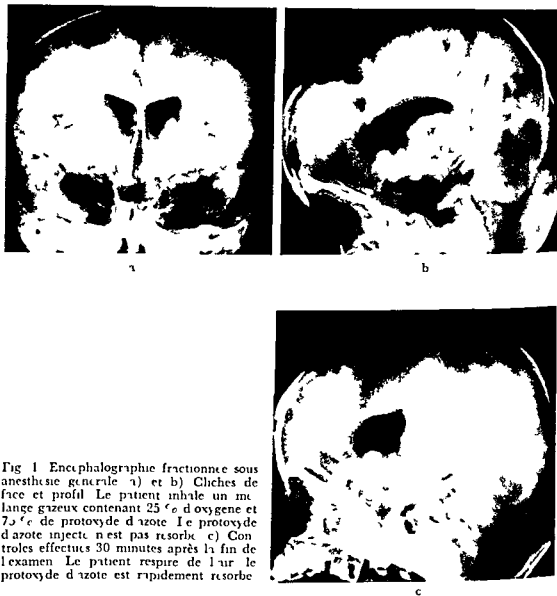 a
b
Fig 1 Encephalographie fractionnee sous
anesthesie generale a) et b) Cliches de
face et profil Le patient inhale un me
lange gazeux contenant 25 % d oxygene et
75 % de protoxyde d azote Le protoxyde
d azote injecte n est pas resorbe c) Con
troles effectues 30 minutes après la fin de
l examen Le patient respire de l air le
protoxyde d azote est rapidement resorbe
c